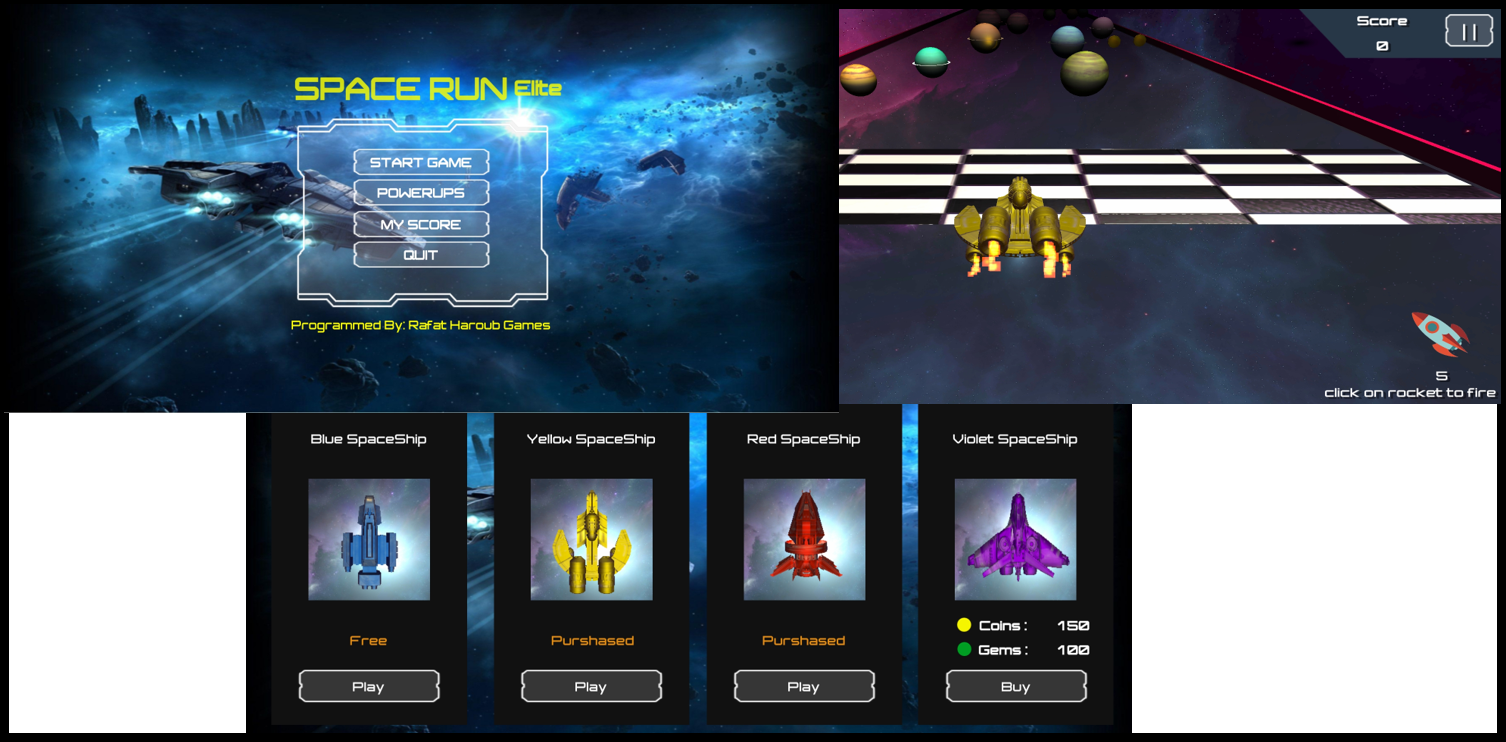 SPACE RUN Elite
START GAME
POWERUPS
MY SCORE
QUIT
Programmed By: Rafat Haroub Games
Score
0
5
click on rocket to fire
Blue SpaceShip
Free
Play
Yellow SpaceShip
Purshased
Play
Red SpaceShip
Purshased
Play
Violet SpaceShip
Coins : 150
Gems : 100
Buy